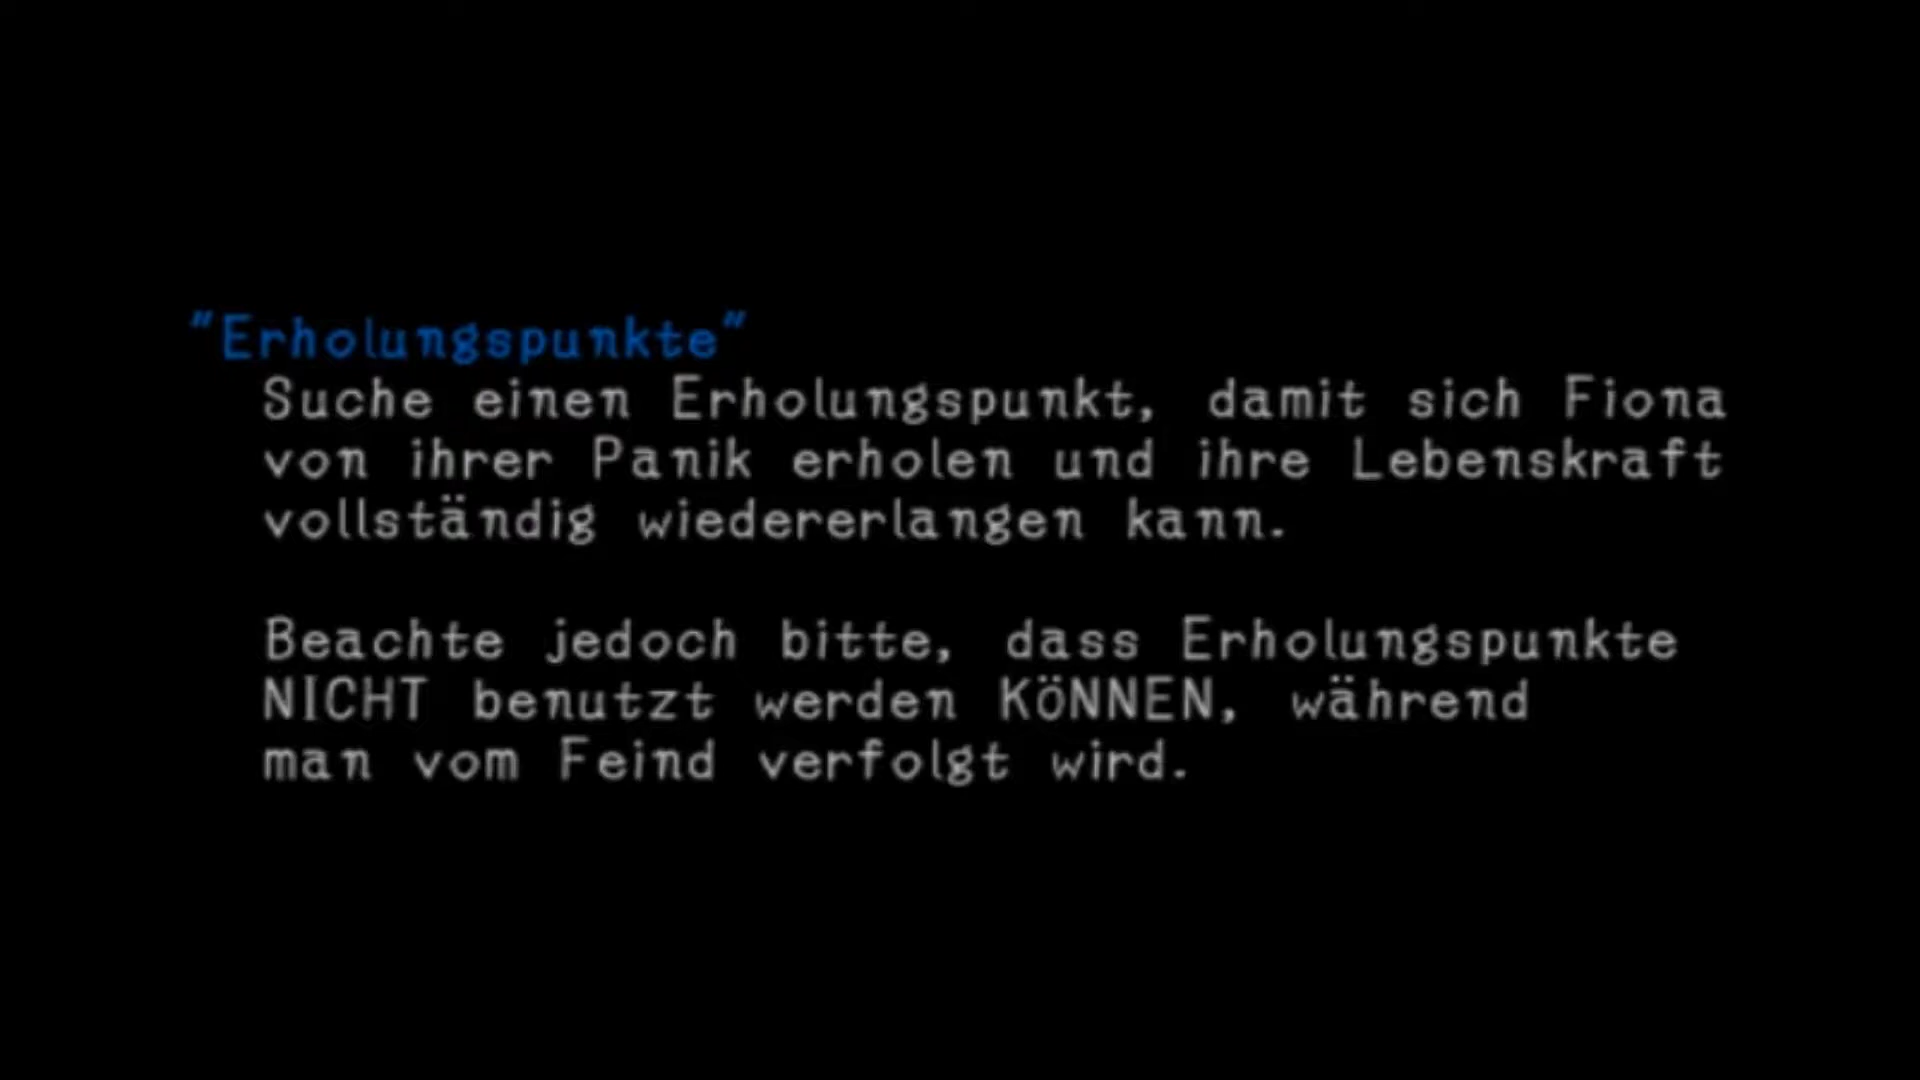 "Erholungspunkte"
Suche einen Erholungspunkt, damit sich Fiona
von ihrer Panik erholen und ihre Lebenskraft
vollständig wiedererlangen kann.
Beachte jedoch bitte, dass Erholungspunkte
NICHT benutzt werden KÖNNEN, während
man vom Feind verfolgt wird.